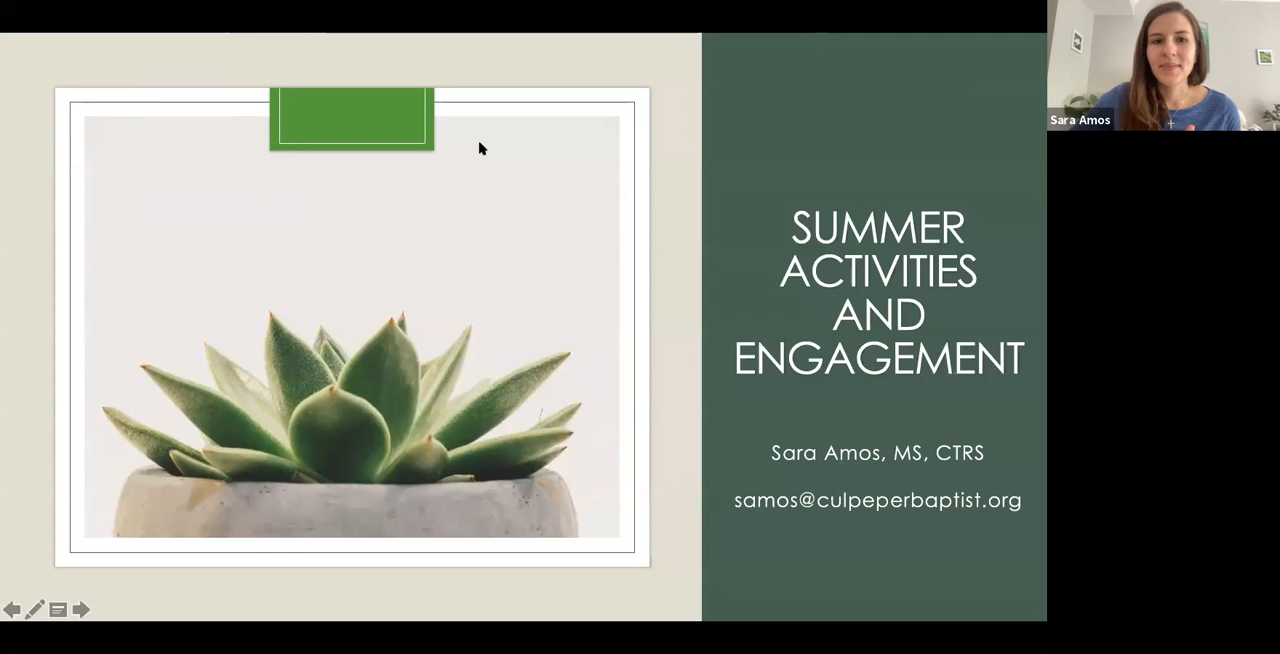 Sara Amos
SUMMER
ACTIVITIES
AND
ENGAGEMENT
Sara Amos, MS, CTRS
samos@culpeperbaptist.org